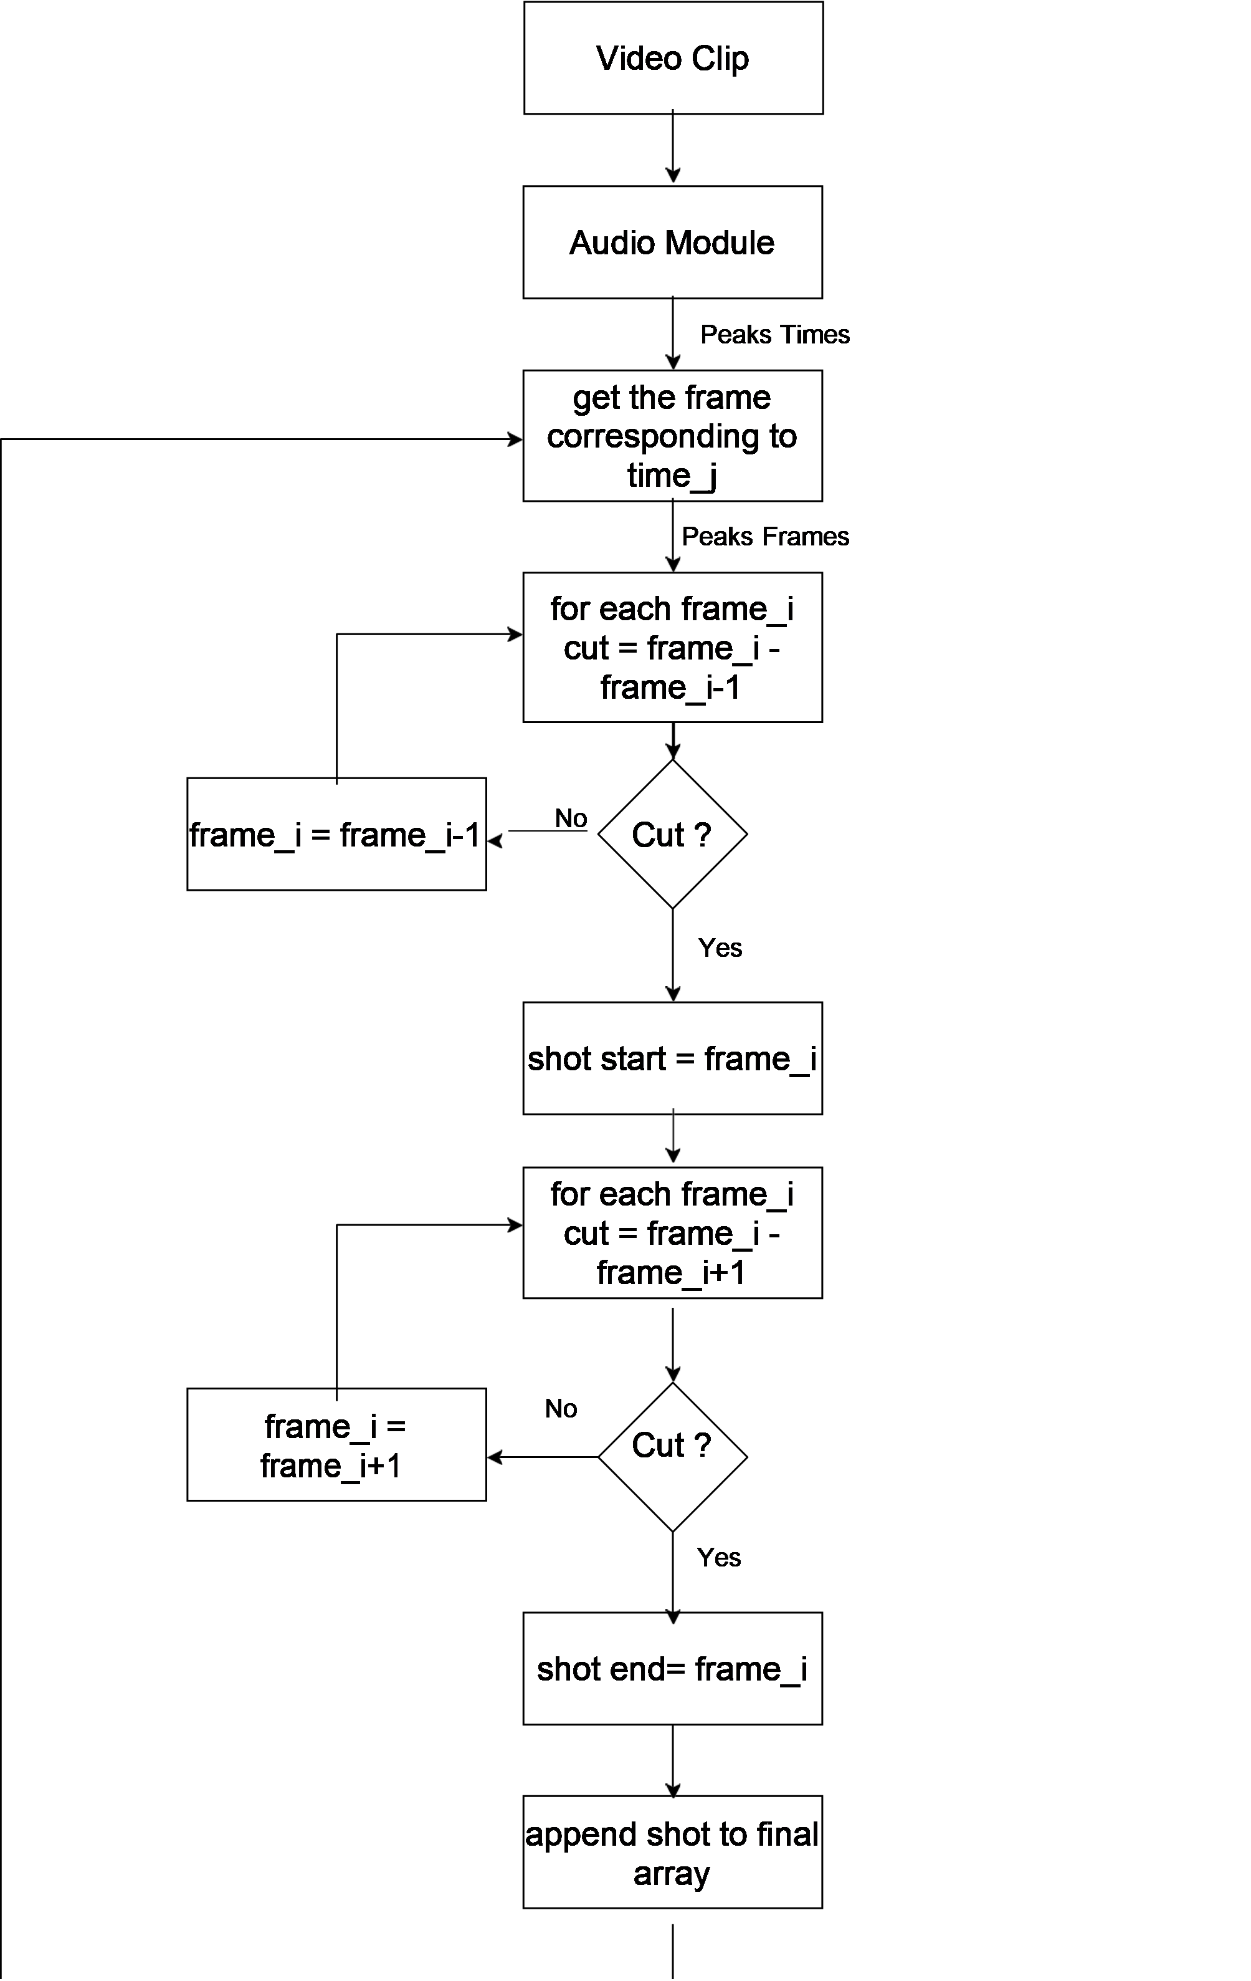 Video Clip
Audio Module
Peaks Times
get the frame
corresponding to
time_j
Peaks Frames
for each frame_i
cut = frame_i -
frame_i-1
No
Cut ?
frame_i = frame_i-1
Yes
shot start = frame_i
for each frame_i
cut = frame_i -
frame_i+1
No
Cut ?
frame_i =
frame_i+1
Yes
shot end= frame_i
append shot to final
array